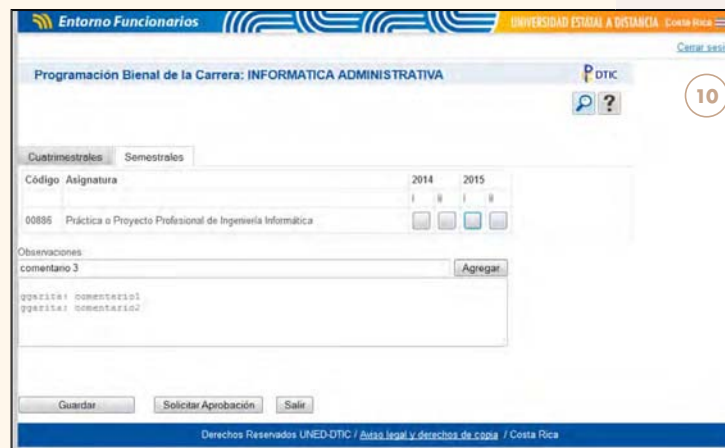 Entorno Funcionarios
UNIVERSIDAD ESTATAL A DISTANCIA Costa Rica
Cerrar sesi
Programación Bienal de la Carrera: INFORMATICA ADMINISTRATIVA
P DTIC
?
10
Cuatrimestrales Semestrales
Código Asignatura 2014 2015
I II I II
00886 Práctica o Proyecto Profesional de Ingeniería Informática
Observaciones
comentario 3 Agregar
ggarita: comentario1
ggarita: comentario2
Guardar Solicitar Aprobación Salir
Derechos Reservados UNED-DTIC / Aviso legal y derechos de copia / Costa Rica